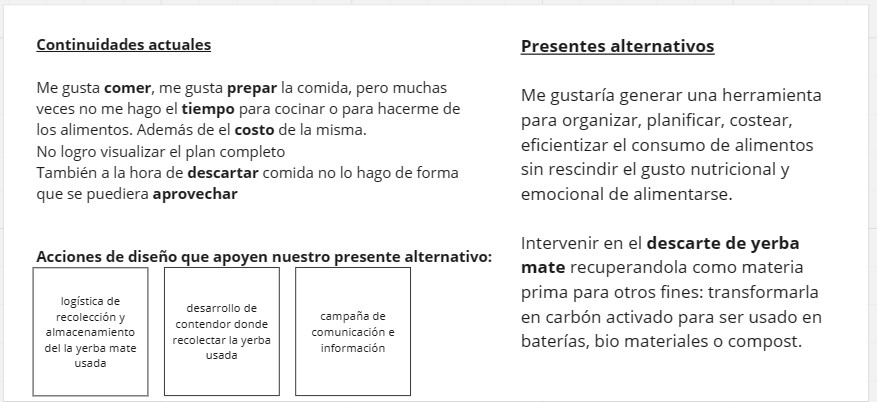 Continuidades actuales
Me gusta comer, me gusta prepar la comida, pero muchas
veces no me hago el tiempo para cocinar o para hacerme de
los alimentos. Además de el costo de la misma.
No logro visualizar el plan completo
También a la hora de descartar comida no lo hago de forma
que se puediera aprovechar
Acciones de diseño que apoyen nuestro presente alternativo:
logística de
recolección y
almacenamiento
del la yerba mate
usada
desarrollo de
contendor donde
recolectar la yerba
usada
campaña de
comunicación e
información
Presentes alternativos
Me gustaría generar una herramienta
para organizar, planificar, costear,
eficientizar el consumo de alimentos
sin rescindir el gusto nutricional y
emocional de alimentarse.
Intervenir en el descarte de yerba
mate recuperandola como materia
prima para otros fines: transformarla
en carbón activado para ser usado en
baterías, bio materiales o compost.